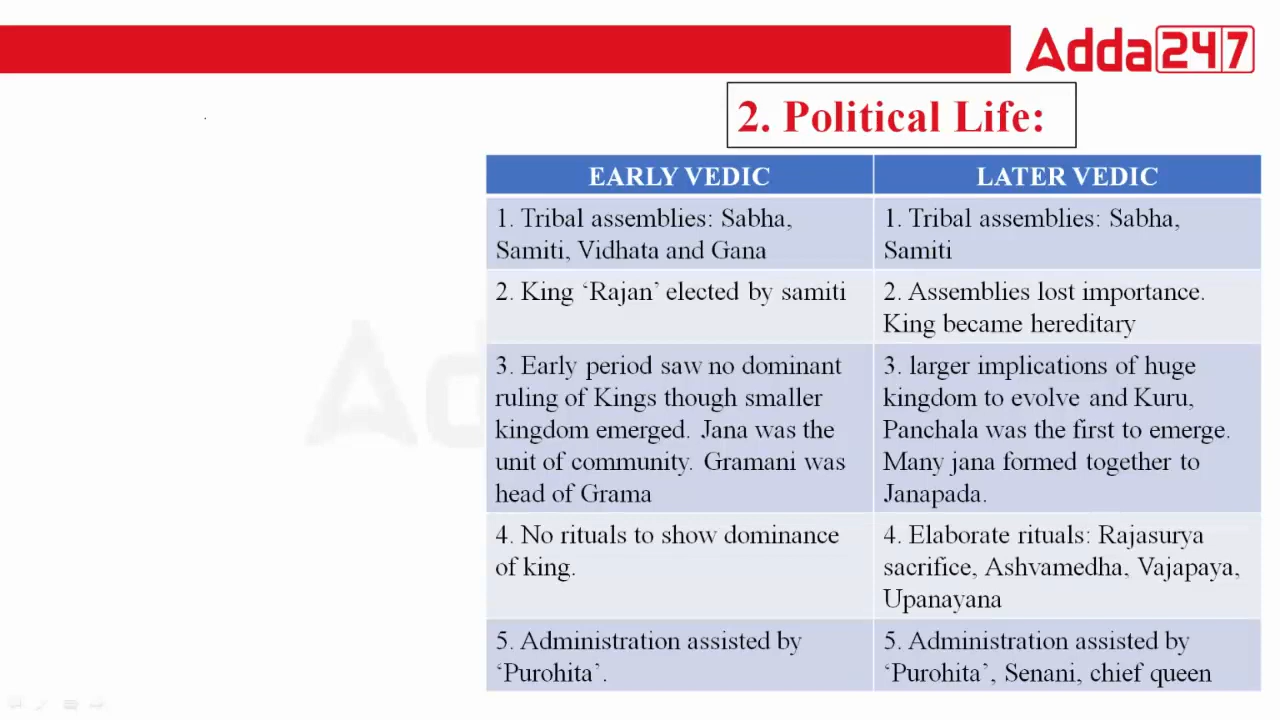 Adda247
2. Political Life:
EARLY VEDIC
LATER VEDIC
1. Tribal assemblies: Sabha,
Samiti, Vidhata and Gana
1. Tribal assemblies: Sabha,
Samiti
2. King ‘Rajan’ elected by samiti
2. Assemblies lost importance.
King became hereditary
3. Early period saw no dominant
ruling of Kings though smaller
kingdom emerged. Jana was the
unit of community. Gramani was
head of Grama
3. larger implications of huge
kingdom to evolve and Kuru,
Panchala was the first to emerge.
Many jana formed together to
Janapada.
4. No rituals to show dominance
of king.
4. Elaborate rituals: Rajasurya
sacrifice, Ashvamedha, Vajapaya,
Upanayana
5. Administration assisted by
‘Purohita’.
5. Administration assisted by
‘Purohita’, Senani, chief queen
Ad